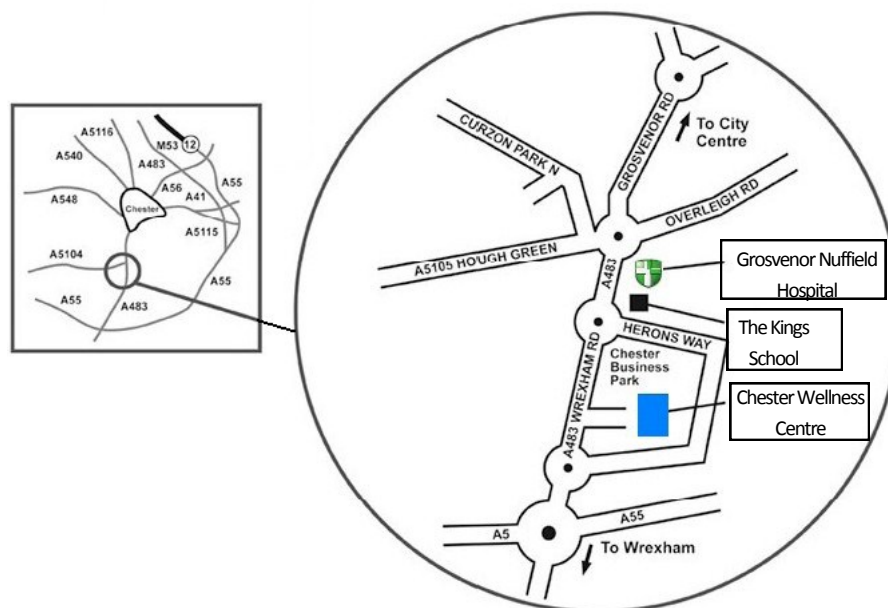 A5116
A540
M53 12
A483
A55
A548
A56
A41
Chester
A5115
A5104
A55
A55
A483
GROSVENOR RD
To City
Centre
CURZON PARK N
OVERLEIGH RD
A5105 HOUGH GREEN
A483
Grosvenor Nuffield
Hospital
HERONS WAY
The Kings
School
Chester
Business
Park
A483 WREXHAM RD
Chester Wellness
Centre
A5
A55
To Wrexham